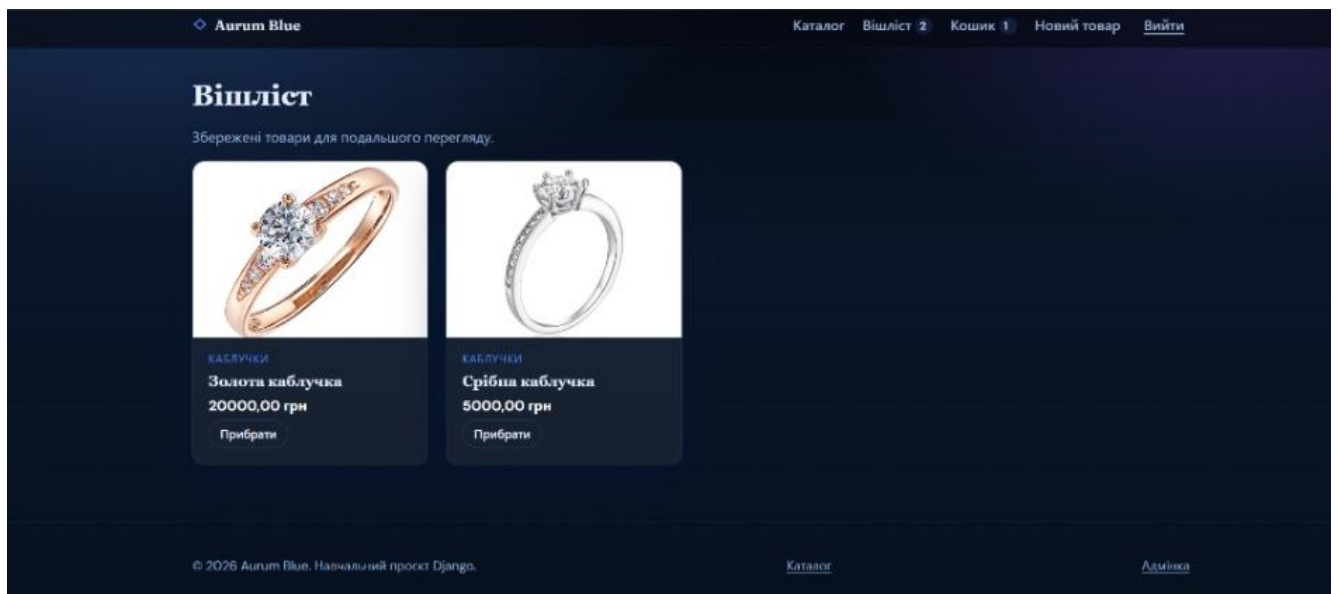 Aurum Blue
Каталог Вішліст 2 Кошик 1 Новий товар Вийти
Вішліст
Збережені товари для подальшого перегляду.
КАБЛУЧКИ
Золота каблучка
20000,00 грн
Прибрати
КАБЛУЧКИ
Срібна каблучка
5000,00 грн
Прибрати
© 2026 Aurum Blue. Навчальний проєкт Django.
Каталог
Адмінка